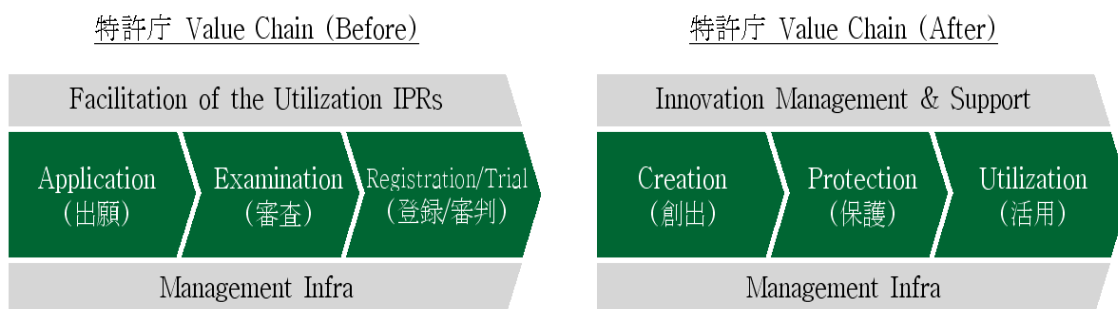 特許庁 Value Chain (Before)
Facilitation of the Utilization IPRs
Application
(出願)
Examination
(審査)
Registration/Trial
(登録/審判)
Management Infra
特許庁 Value Chain (After)
Innovation Management & Support
Creation
(創出)
Protection
(保護)
Utilization
(活用)
Management Infra